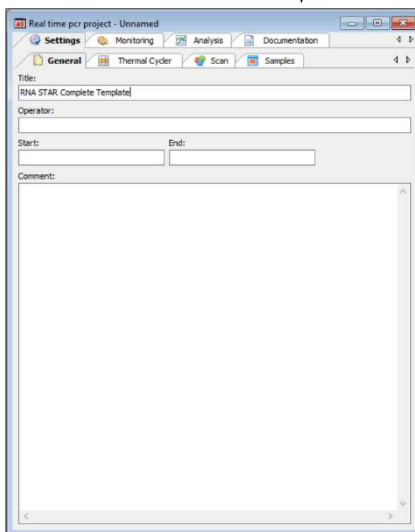 Real time pcr project - Unnamed
Settings Monitoring Analysis Documentation
General Thermal Cycler Scan Samples
Title:
RNA STAR Complete Template
Operator:
Start: End:
Comment: